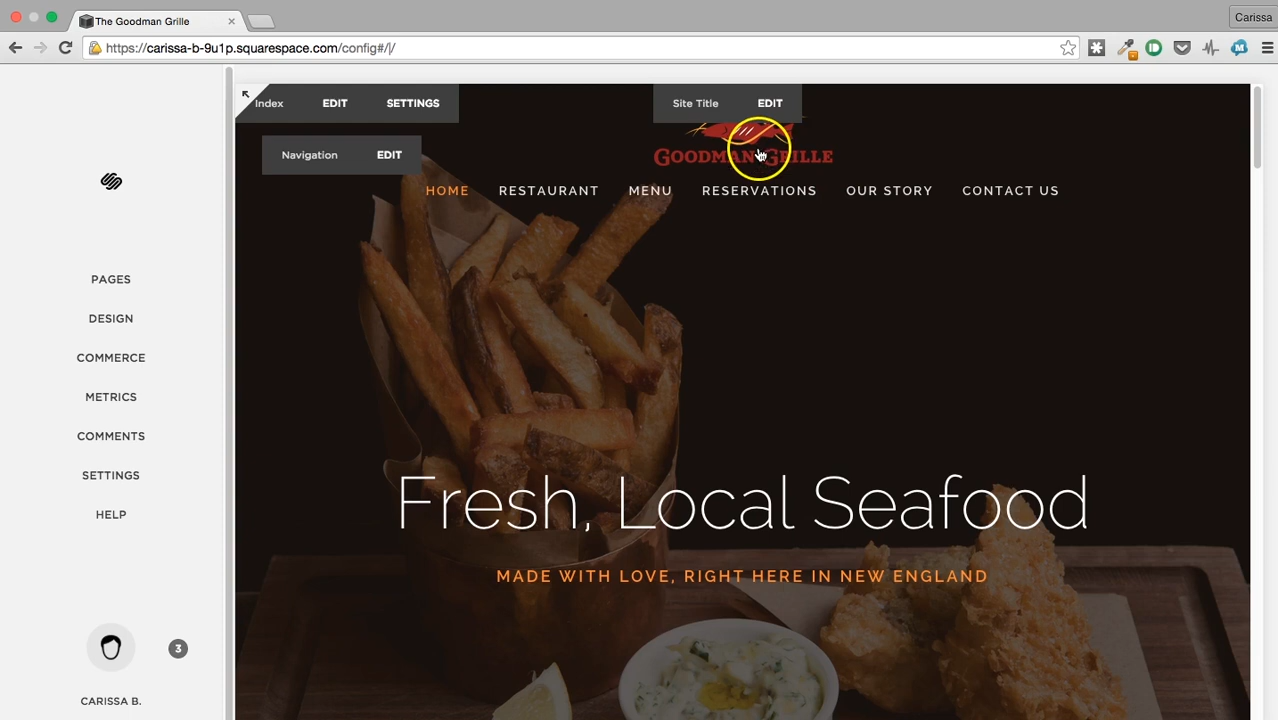 The Goodman Grille
Carissa
https://carissa-b-9u1p.squarespace.com/config#/|/
Index EDIT SETTINGS
Site Title EDIT
Navigation EDIT
GOODMAN GRILLE
HOME RESTAURANT MENU RESERVATIONS OUR STORY CONTACT US
PAGES
DESIGN
COMMERCE
METRICS
COMMENTS
SETTINGS
HELP
Fresh, Local Seafood
MADE WITH LOVE, RIGHT HERE IN NEW ENGLAND
3
CARISSA B.